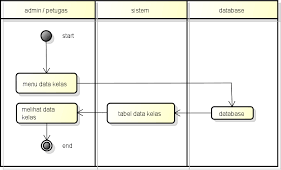 admin / petugas
sistem
database
start
menu data kelas
melihat data
kelas
tabel data kelas
database
end